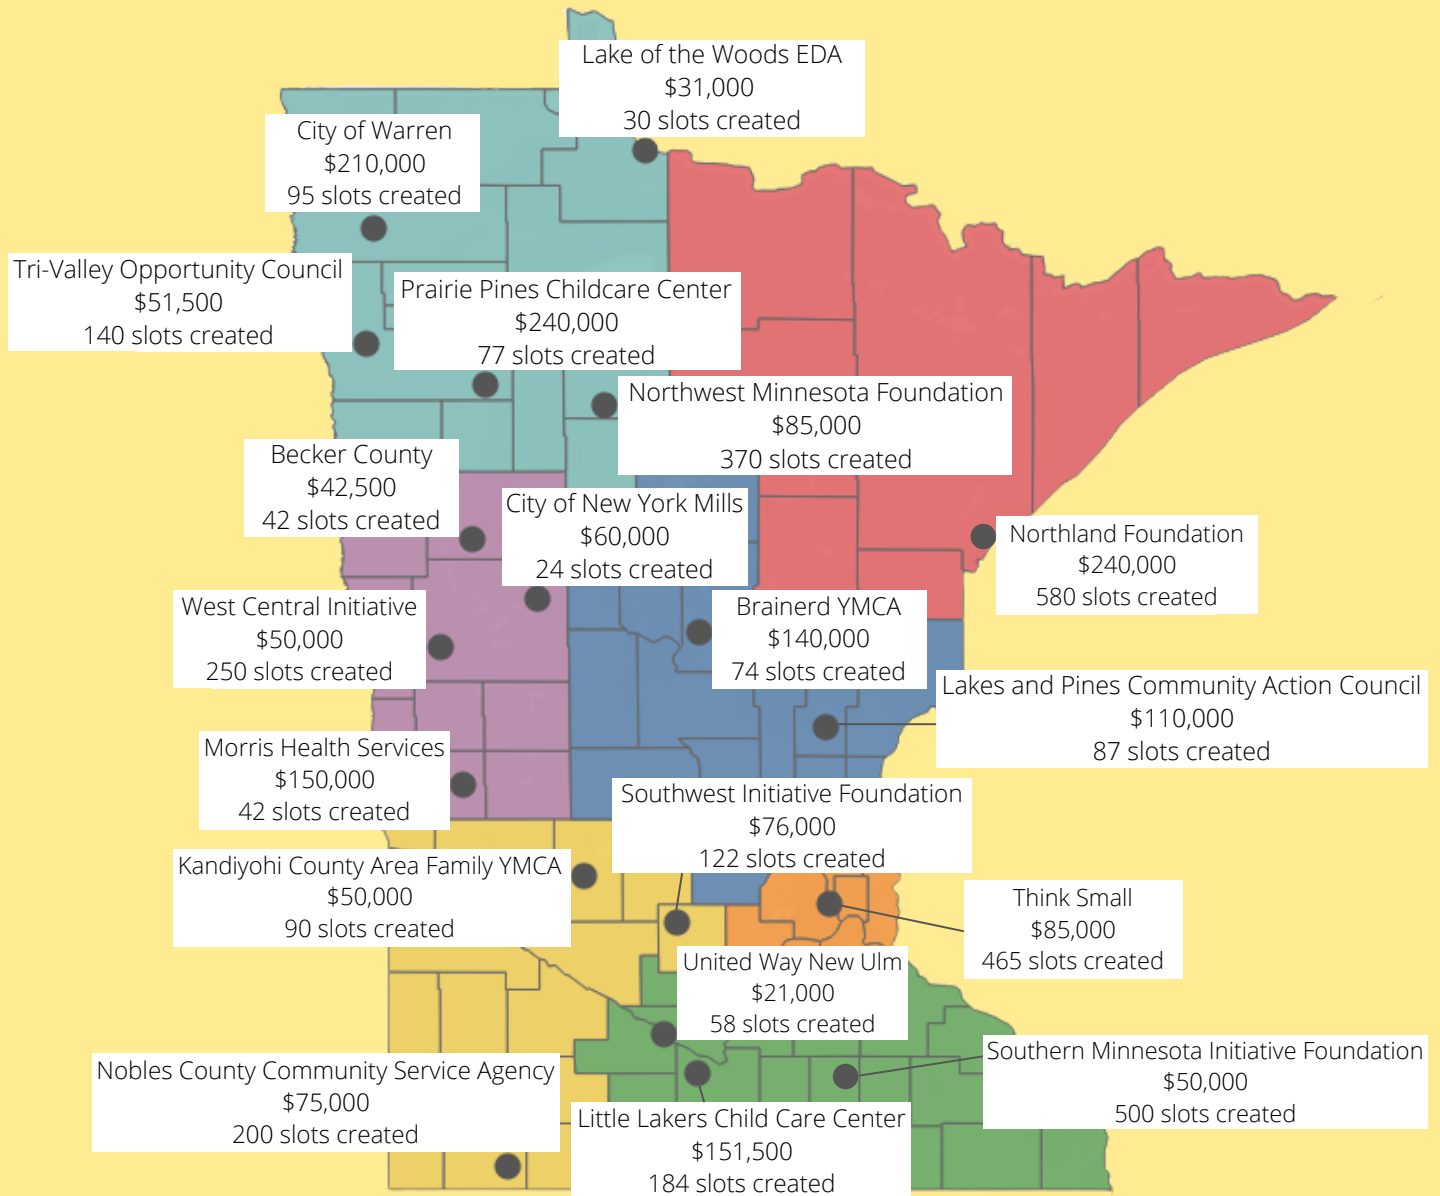 Lake of the Woods EDA
$31,000
30 slots created
City of Warren
$210,000
95 slots created
Tri-Valley Opportunity Council
$51,500
140 slots created
Prairie Pines Childcare Center
$240,000
77 slots created
Northwest Minnesota Foundation
$85,000
370 slots created
Becker County
$42,500
42 slots created
City of New York Mills
$60,000
24 slots created
Northland Foundation
$240,000
580 slots created
West Central Initiative
$50,000
250 slots created
Brainerd YMCA
$140,000
74 slots created
Lakes and Pines Community Action Council
$110,000
87 slots created
Morris Health Services
$150,000
42 slots created
Southwest Initiative Foundation
$76,000
122 slots created
Kandiyohi County Area Family YMCA
$50,000
90 slots created
Think Small
$85,000
465 slots created
United Way New Ulm
$21,000
58 slots created
Southern Minnesota Initiative Foundation
$50,000
500 slots created
Nobles County Community Service Agency
$75,000
200 slots created
Little Lakers Child Care Center
$151,500
184 slots created